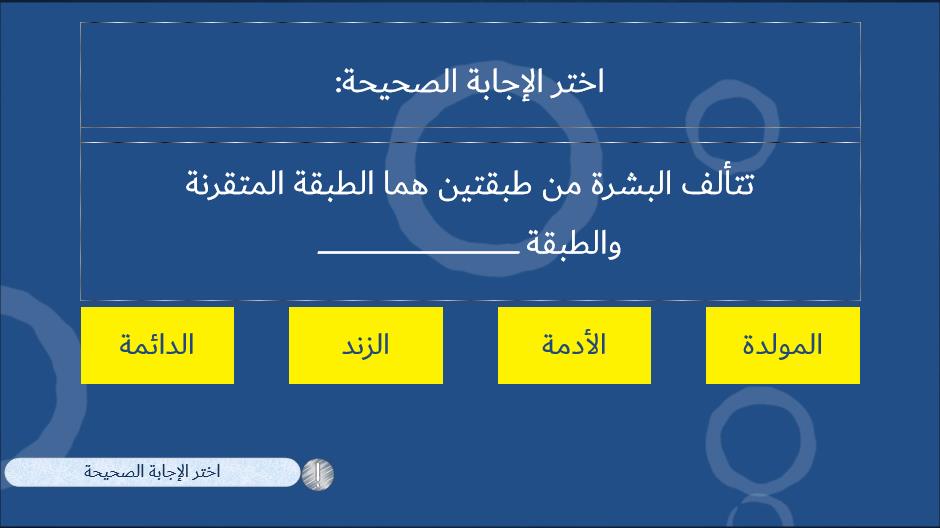 اختر الإجابة الصحيحة:
تتألف البشرة من طبقتين هما الطبقة المتقرنة
والطبقة ____________
المولدة
الأدمة
الزند
الدائمة
اختر الإجابة الصحيحة